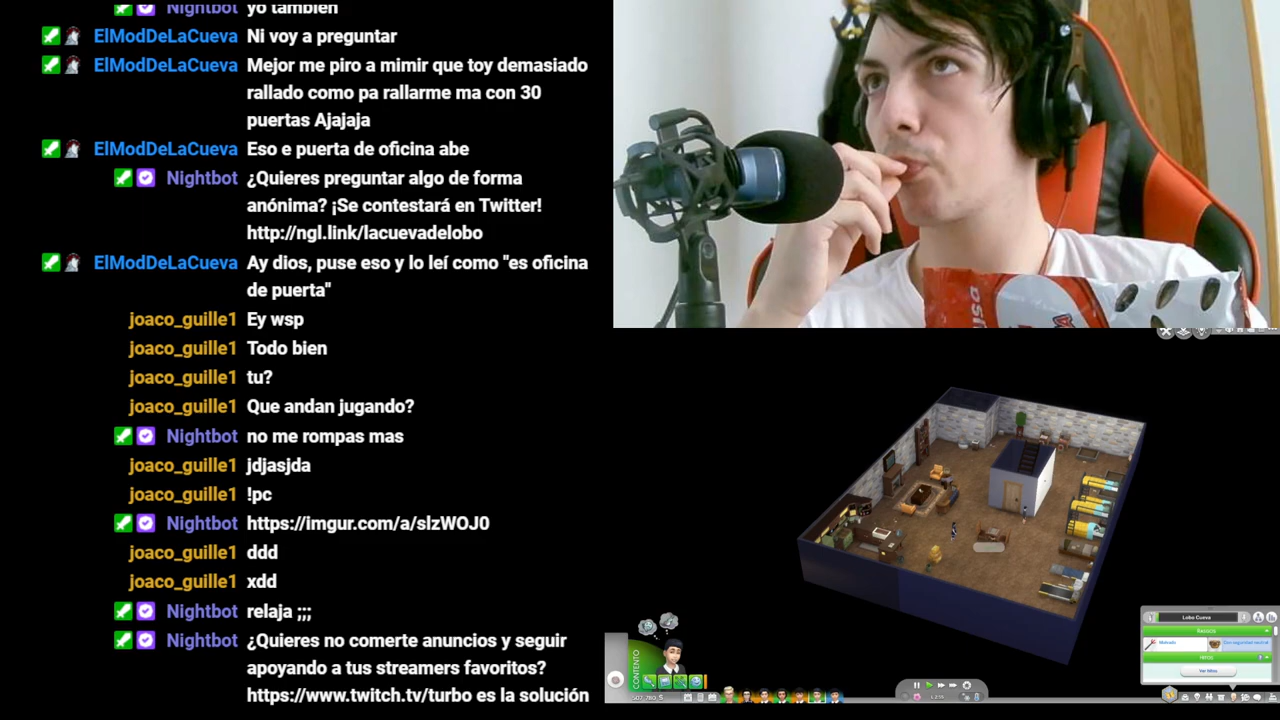 Nightbot yo también
ElModDeLaCueva Ni voy a preguntar
ElModDeLaCueva Mejor me piro a mimir que toy demasiado
rallado como pa rallarme ma con 30
puertas Ajajaja
ElModDeLaCueva Eso e puerta de oficina abe
Nightbot ¿Quieres preguntar algo de forma
anónima? ¡Se contestará en Twitter!
http://ngl.link/lacuevadelobo
ElModDeLaCueva Ay dios, puse eso y lo leí como "es oficina
de puerta"
joaco_guille1 Ey wsp
joaco_guille1 Todo bien
joaco_guille1 tu?
joaco_guille1 Que andan jugando?
Nightbot no me rompas mas
joaco_guille1 jdjasjda
joaco_guille1 !pc
Nightbot https://imgur.com/a/slzWOJ0
joaco_guille1 ddd
joaco_guille1 xdd
Nightbot relaja ;;;
Nightbot ¿Quieres no comerte anuncios y seguir
apoyando a tus streamers favoritos?
https://www.twitch.tv/turbo es la solución
CONTENTO
Lobo Cueva